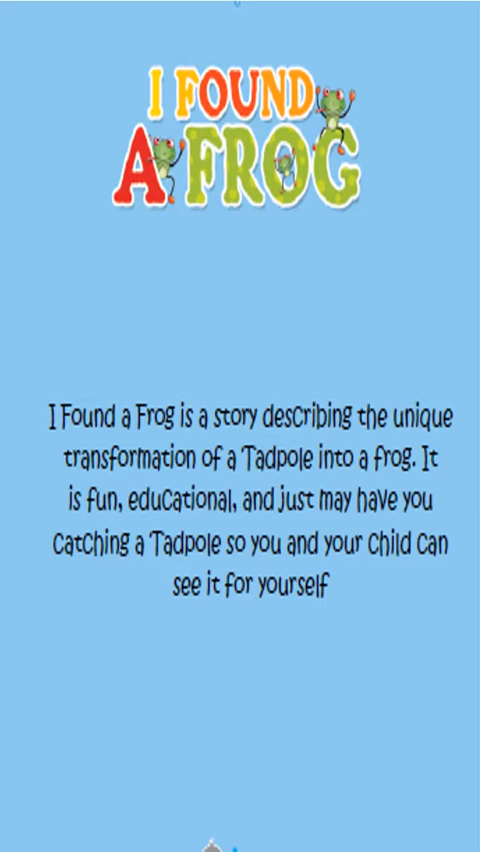 I FOUND
A FROG
I Found a Frog is a story describing the unique
transformation of a Tadpole into a frog. It
is fun, educational, and just may have you
catching a Tadpole so you and your child can
see it for yourself